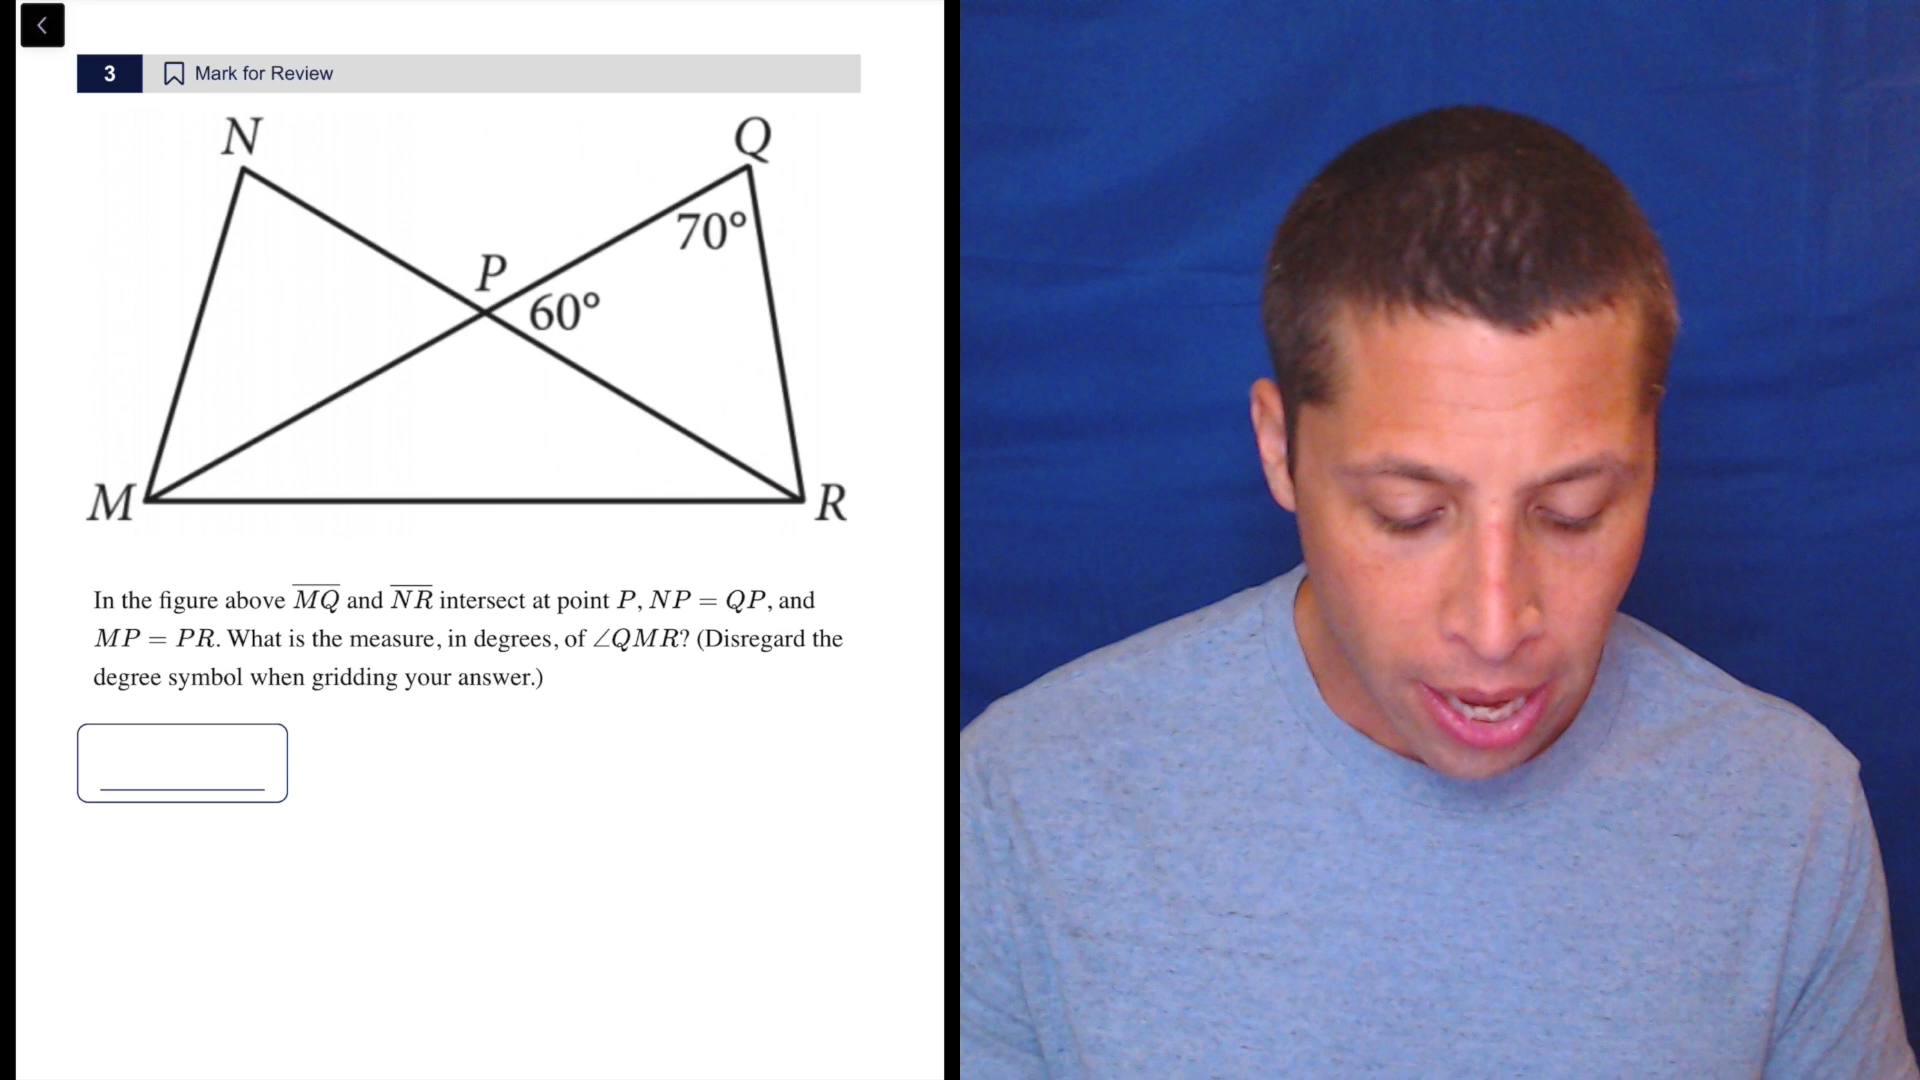 3 Mark for Review
N
Q
70°
P
60°
M
R
In the figure above MQ and NR intersect at point P, NP = QP, and
MP = PR. What is the measure, in degrees, of ∠QMR? (Disregard the
degree symbol when gridding your answer.)